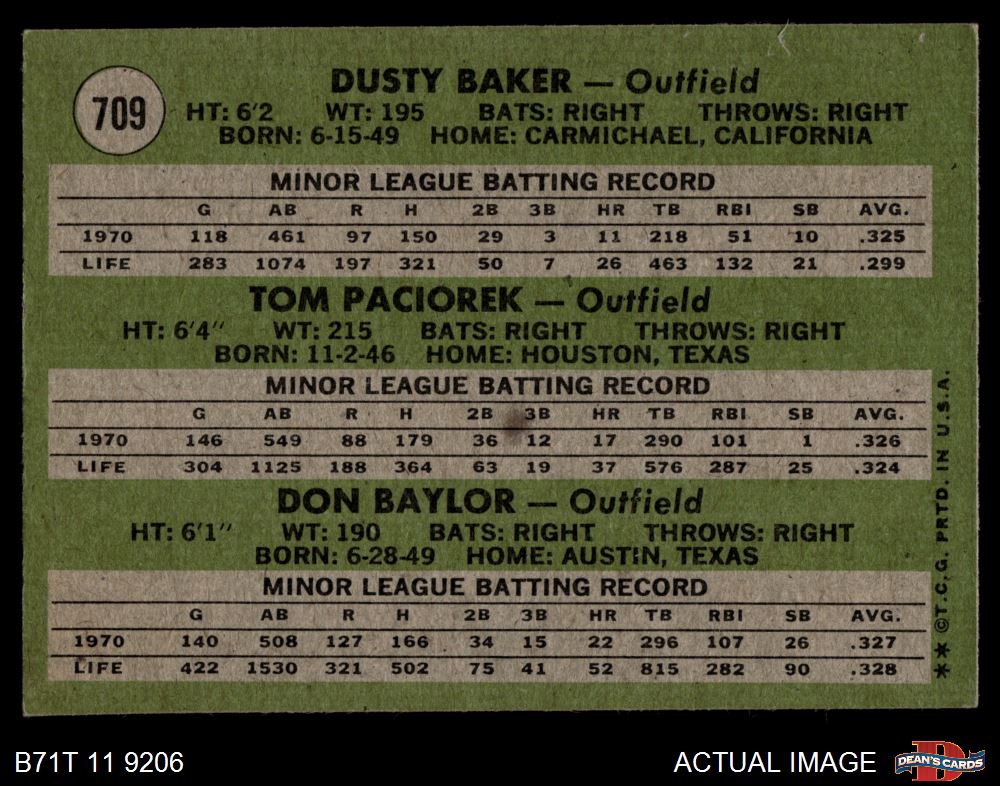 709
DUSTY BAKER — Outfield
HT: 6'2 WT: 195 BATS: RIGHT THROWS: RIGHT
BORN: 6-15-49 HOME: CARMICHAEL, CALIFORNIA
MINOR LEAGUE BATTING RECORD
G AB R H 2B 3B HR TB RBI SB AVG.
1970 118 461 97 150 29 3 11 218 51 10 .325
LIFE 283 1074 197 321 50 7 26 463 132 21 .299
TOM PACIOREK — Outfield
HT: 6'4" WT: 215 BATS: RIGHT THROWS: RIGHT
BORN: 11-2-46 HOME: HOUSTON, TEXAS
MINOR LEAGUE BATTING RECORD
G AB R H 2B 3B HR TB RBI SB AVG.
1970 146 549 88 179 36 12 17 290 101 1 .326
LIFE 304 1125 188 364 63 19 37 576 287 25 .324
DON BAYLOR — Outfield
HT: 6'1" WT: 190 BATS: RIGHT THROWS: RIGHT
BORN: 6-28-49 HOME: AUSTIN, TEXAS
MINOR LEAGUE BATTING RECORD
G AB R H 2B 3B HR TB RBI SB AVG.
1970 140 508 127 166 34 15 22 296 107 26 .327
LIFE 422 1530 321 502 75 41 52 815 282 90 .328
** ©T.C.G. PRTD. IN U.S.A.
B71T 11 9206
ACTUAL IMAGE
D
DEAN'S CARDS